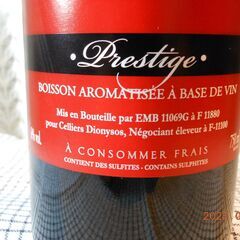 · Prestige ·
BOISSON AROMATISÉE À BASE DE VIN
Mis en Bouteille par EMB 11069G à F 11880
pour Celliers Dionysos, Négociant éleveur à F-11100
À CONSOMMER FRAIS
CONTIENT DES SULFITES - CONTAINS SULPHITES